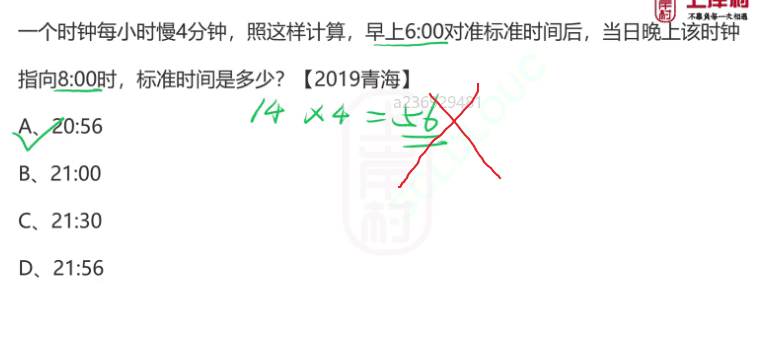 上岸村
不辜负每一次相遇
一个时钟每小时慢4分钟，照这样计算，早上6:00对准标准时间后，当日晚上该时钟
指向8:00时，标准时间是多少？【2019青海】
14 × 4 = 56
a236929481
A、20:56
B、21:00
C、21:30
D、21:56
上岸村